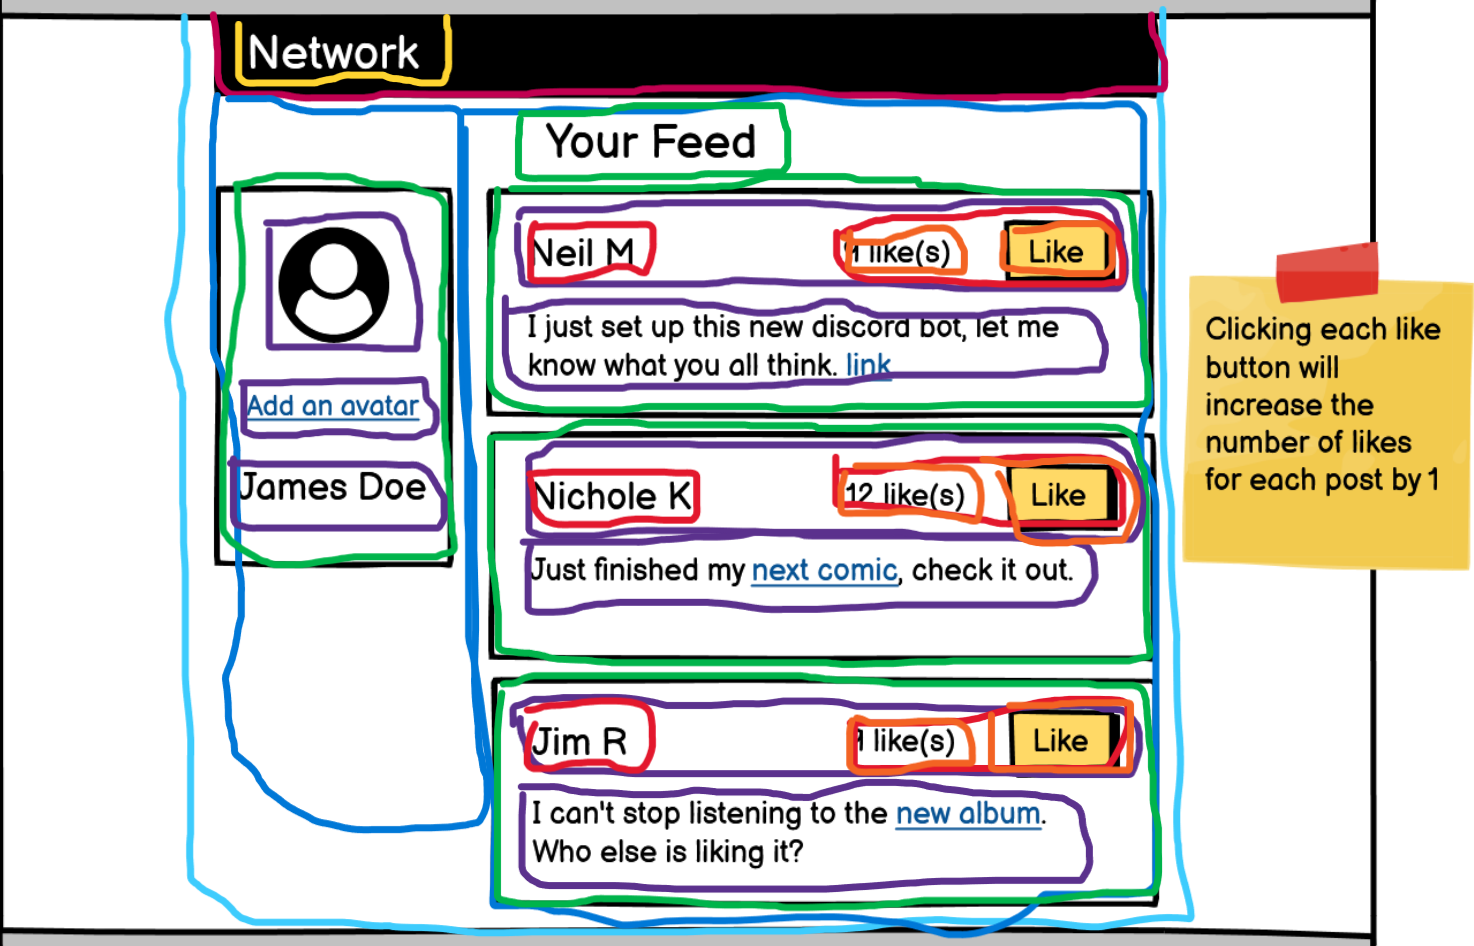 Network
Your Feed
Add an avatar
James Doe
Neil M
like(s)
Like
I just set up this new discord bot, let me
know what you all think. link
Nichole K
12 like(s)
Like
Just finished my next comic, check it out.
Jim R
like(s)
Like
I can't stop listening to the new album.
Who else is liking it?
Clicking each like
button will
increase the
number of likes
for each post by 1